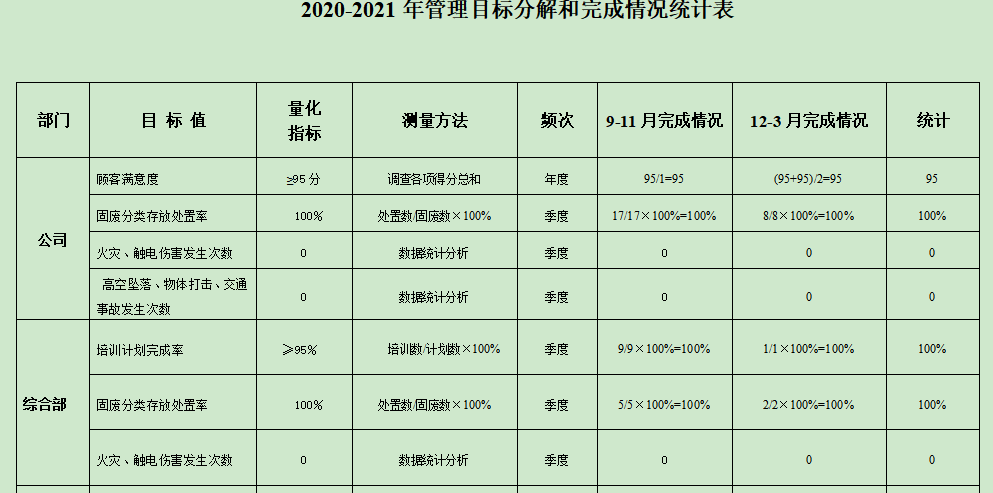 2020-2021 年管理目标分解和完成情况统计表
部门 目 标 值 量化 指标 测量方法 频次 9-11 月完成情况 12-3 月完成情况 统计
公司
顾客满意度 ≥95 分 调查各项得分总和 年度 95/1=95 (95+95)/2=95 95
固废分类存放处置率 100% 处置数/固废数×100% 季度 17/17×100%=100% 8/8×100%=100% 100%
火灾、触电伤害发生次数 0 数据统计分析 季度 0 0 0
高空坠落、物体打击、交通
事故发生次数 0 数据统计分析 季度 0 0 0
综合部
培训计划完成率 ≥95% 培训数/计划数×100% 季度 9/9×100%=100% 1/1×100%=100% 100%
固废分类存放处置率 100% 处置数/固废数×100% 季度 5/5×100%=100% 2/2×100%=100% 100%
火灾、触电伤害发生次数 0 数据统计分析 季度 0 0 0